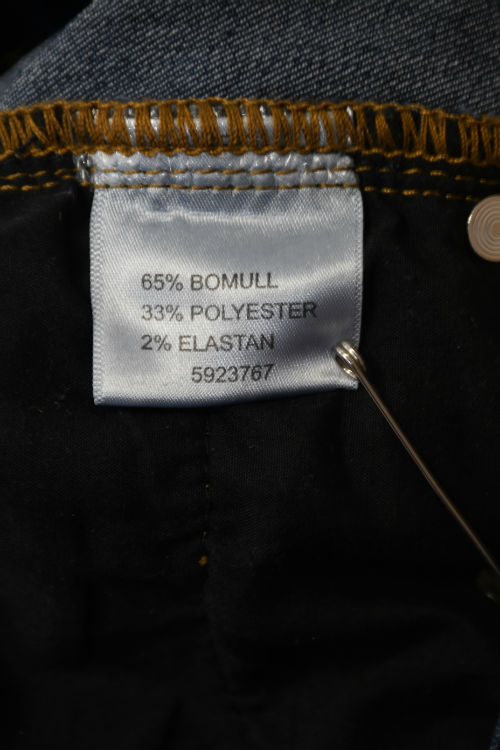 65% BOMULL
33% POLYESTER
2% ELASTAN
5923767